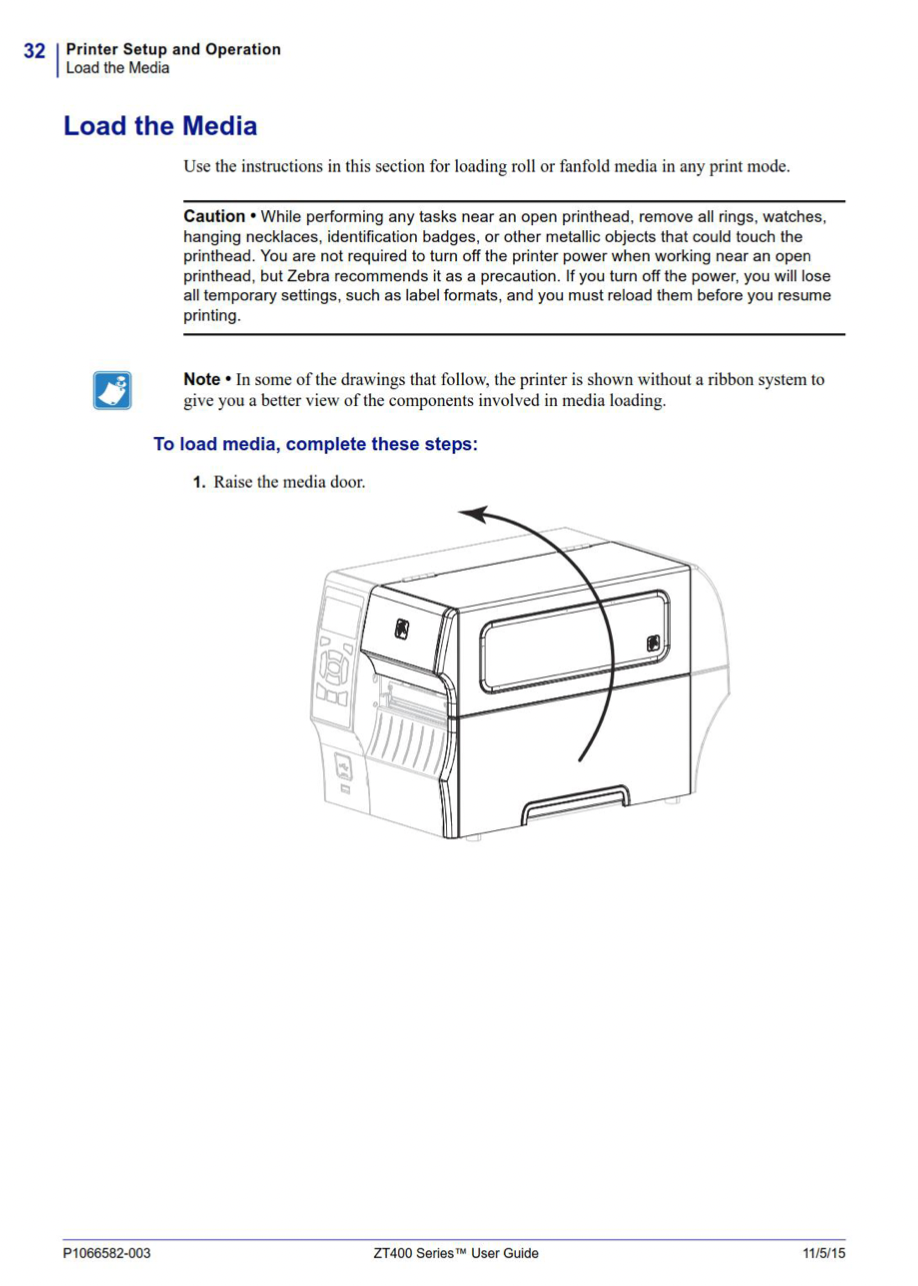 32
Printer Setup and Operation
Load the Media
Load the Media
Use the instructions in this section for loading roll or fanfold media in any print mode.
Caution • While performing any tasks near an open printhead, remove all rings, watches,
hanging necklaces, identification badges, or other metallic objects that could touch the
printhead. You are not required to turn off the printer power when working near an open
printhead, but Zebra recommends it as a precaution. If you turn off the power, you will lose
all temporary settings, such as label formats, and you must reload them before you resume
printing.
Note • In some of the drawings that follow, the printer is shown without a ribbon system to
give you a better view of the components involved in media loading.
To load media, complete these steps:
1. Raise the media door.
P1066582-003
ZT400 Series™ User Guide
11/5/15